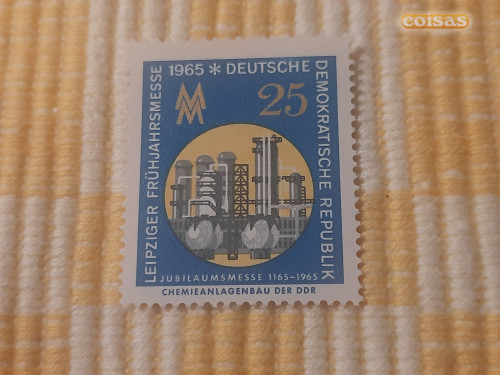 coisas
LEIPZIGER FRÜHJAHRSMESSE
1965 * DEUTSCHE
DEMOKRATISCHE REPUBLIK
MM
25
JUBILÄUMSMESSE 1165-1965
CHEMIEANLAGENBAU DER DDR